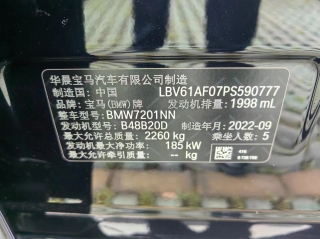 华晨宝马汽车有限公司制造
制造国: 中国 LBV61AF07PS590777
品牌: 宝马(BMW)牌 发动机排量: 1998 mL
整车型号: BMW7201NN
发动机型号: B48B20D 制造年月: 2022-09
最大允许总质量: 2260 kg 乘坐人数: 5
发动机最大净功率: 185 kW
最大允许牵引质量: - / - kg